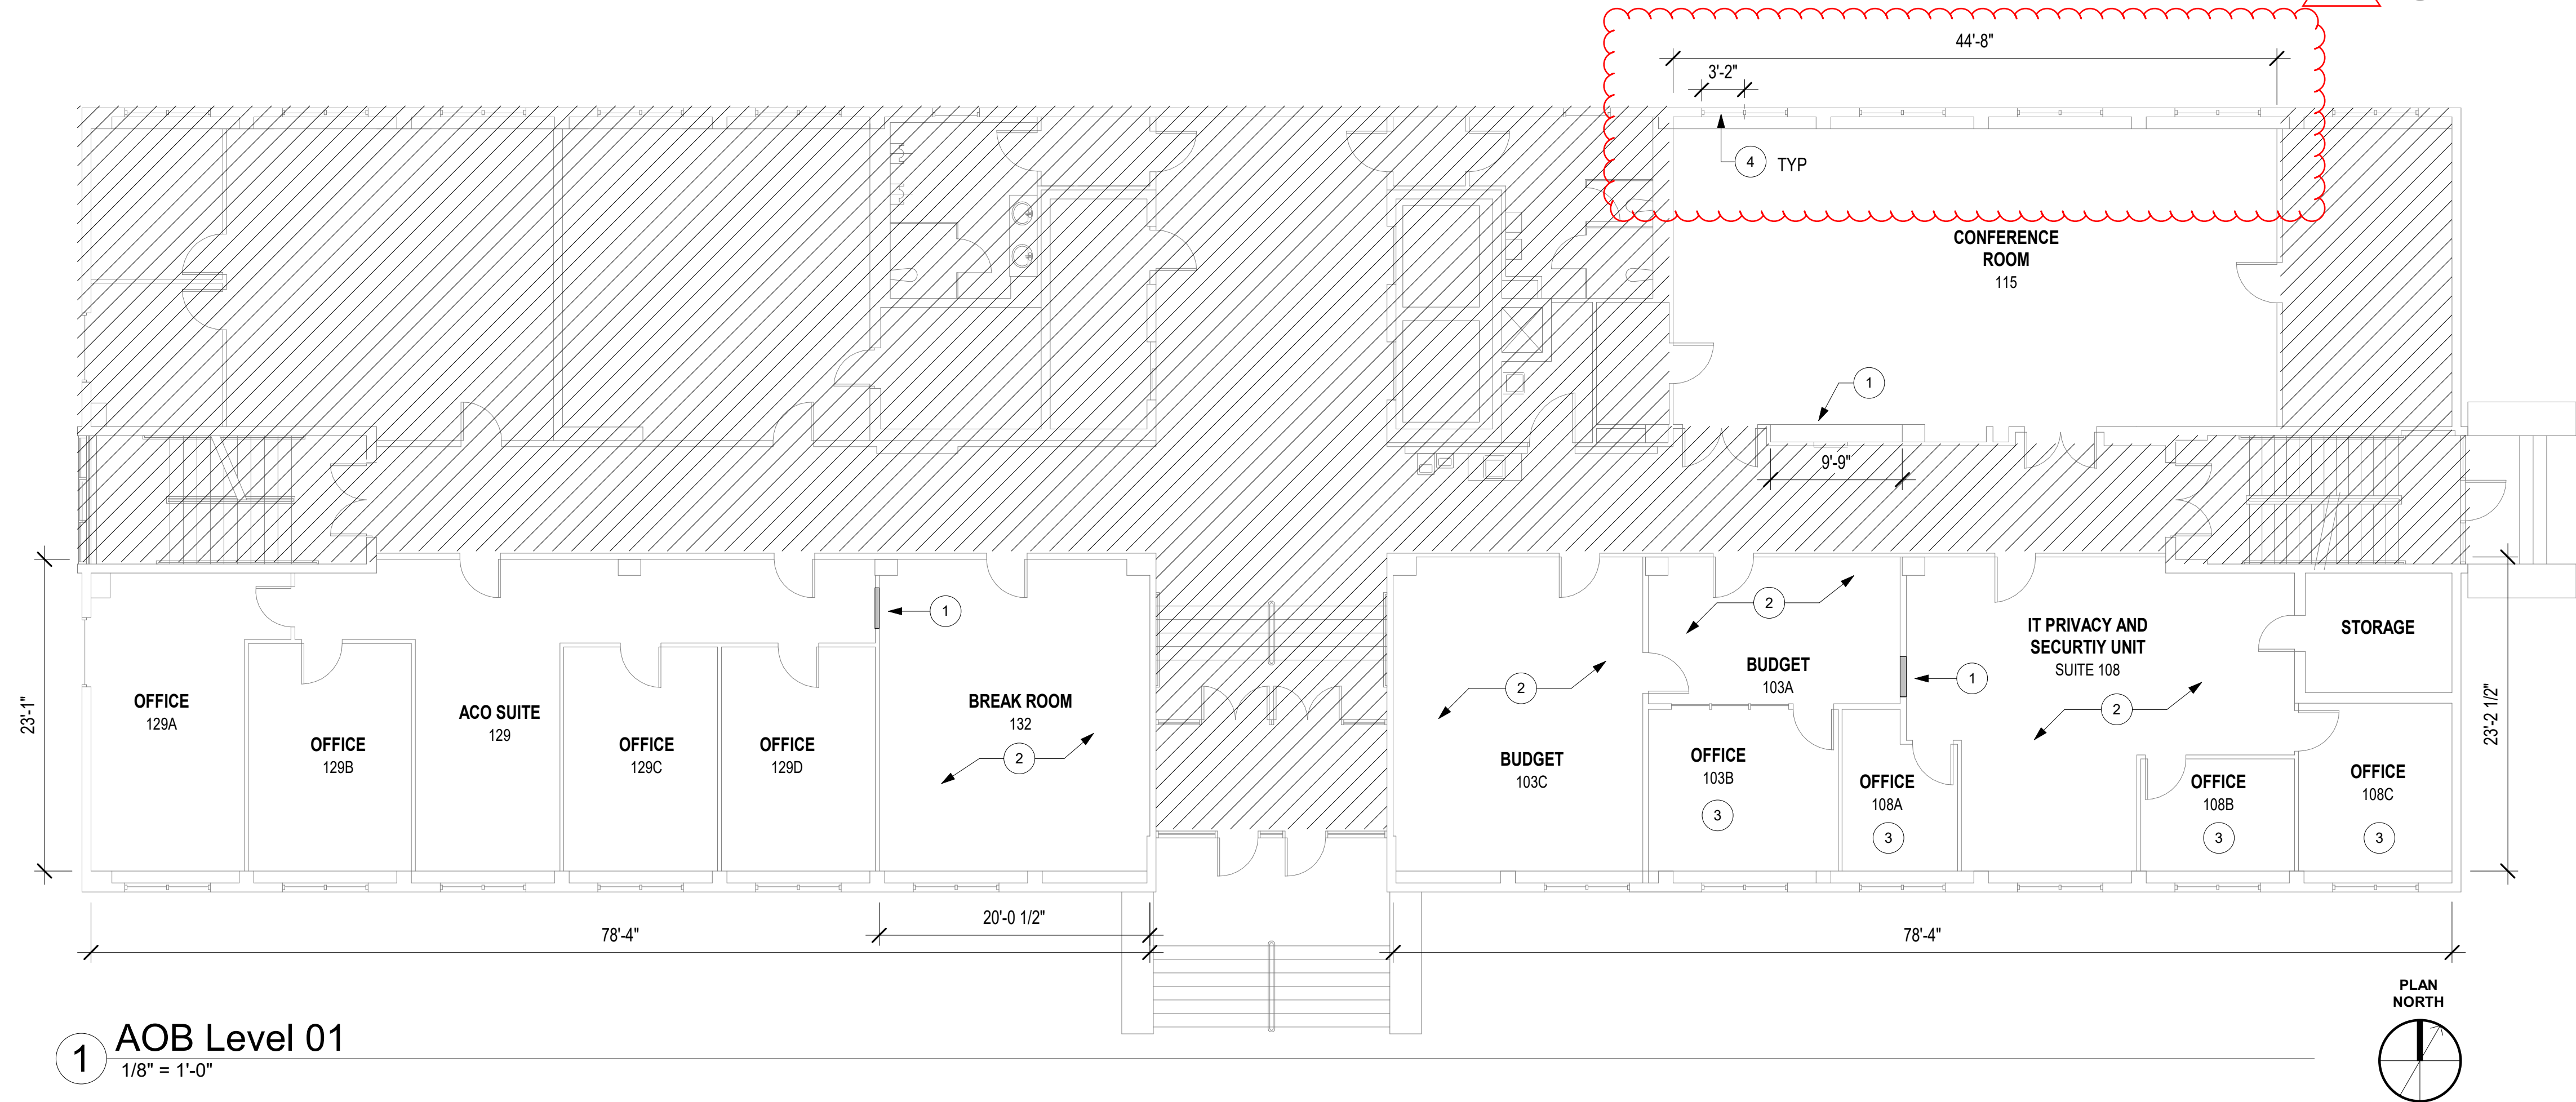 44'-8"
3'-2"
4 TYP
CONFERENCE
ROOM
115
1
9'-9"
23'-1"
OFFICE
129A
OFFICE
129B
ACO SUITE
129
OFFICE
129C
OFFICE
129D
1
BREAK ROOM
132
2
2
BUDGET
103C
2
BUDGET
103A
OFFICE
103B
3
1
OFFICE
108A
3
IT PRIVACY AND
SECURTIY UNIT
SUITE 108
2
OFFICE
108B
3
STORAGE
OFFICE
108C
3
23'-2 1/2"
20'-0 1/2"
78'-4"
78'-4"
PLAN
NORTH
1 AOB Level 01
1/8" = 1'-0"